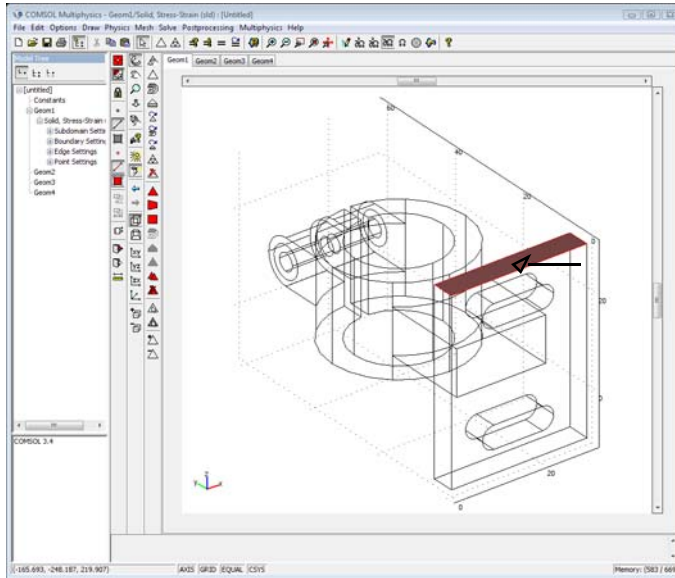 COMSOL Multiphysics - Geom1/Solid, Stress-Strain (sld) : [Untitled]
File Edit Options Draw Physics Mesh Solve Postprocessing Multiphysics Help
Model Tree
Geom1 Geom2 Geom3 Geom4
[untitled]
Constants
Geom1
Solid, Stress-Strain
Subdomain Setti
Boundary Setting
Edge Settings
Point Settings
Geom2
Geom3
Geom4
60
40
20
0
20
0
20
0
z
y
x
COMSOL 3.4
(-165.693, -248.187, 219.907)
AXIS GRID EQUAL CSYS
Memory: (583 / 669